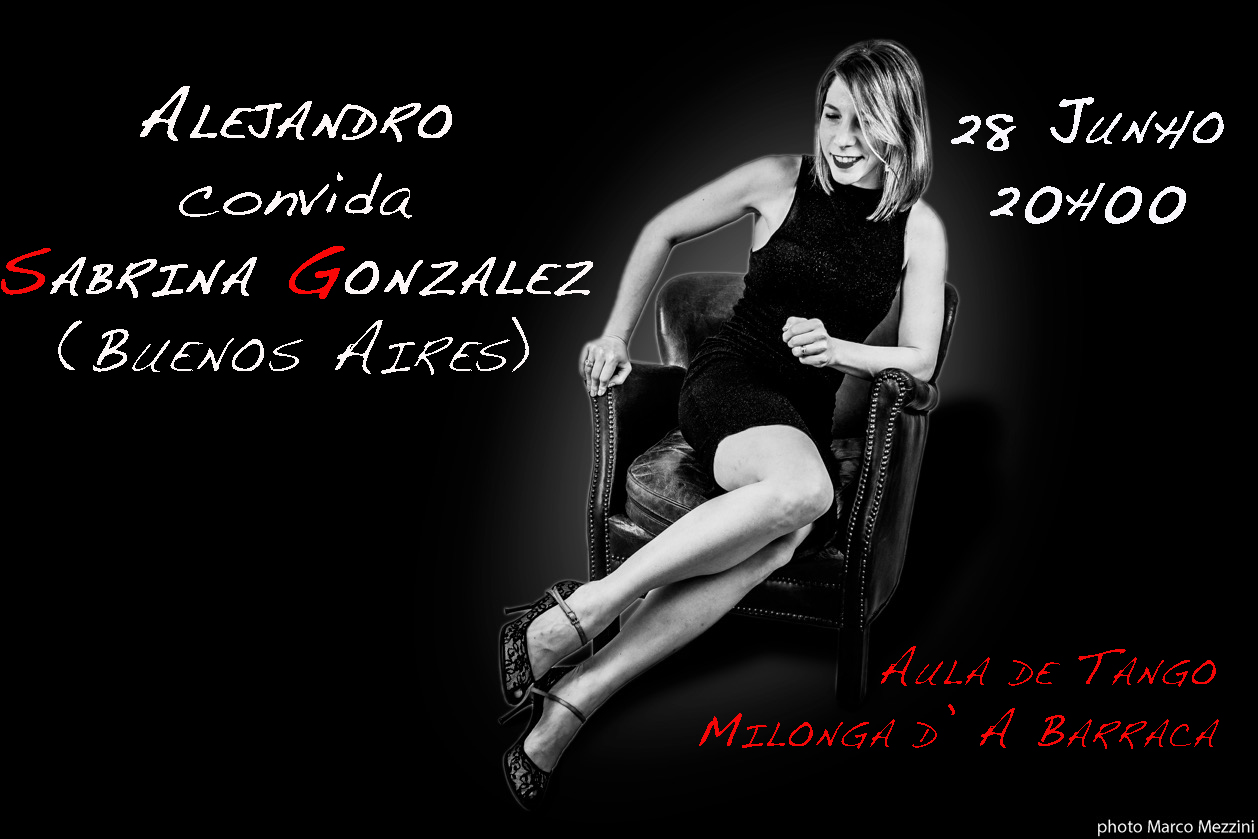 ALEJANDRO
convida
SABRINA GONZALEZ
(BUENOS AIRES)
28 JUNHO
20H00
AULA DE TANGO
MILONGA D' A BARRACA
photo Marco Mezzini